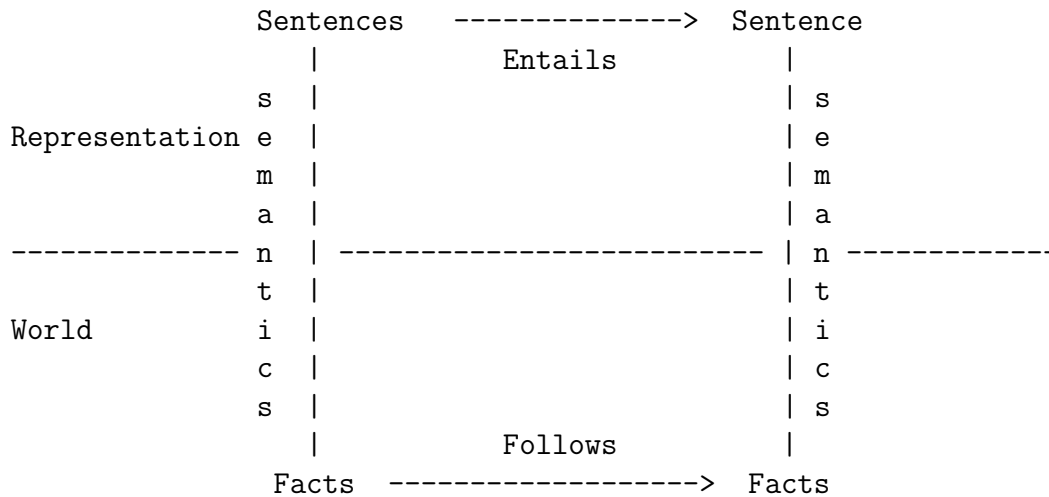 Sentences --------------> Sentence
| Entails |
s | | s
Representation e | | e
m | | m
a | | a
-------------- n | -------------------------- | n -------------
t | | t
World i | | i
c | | c
s | | s
| Follows |
Facts -------------------> Facts